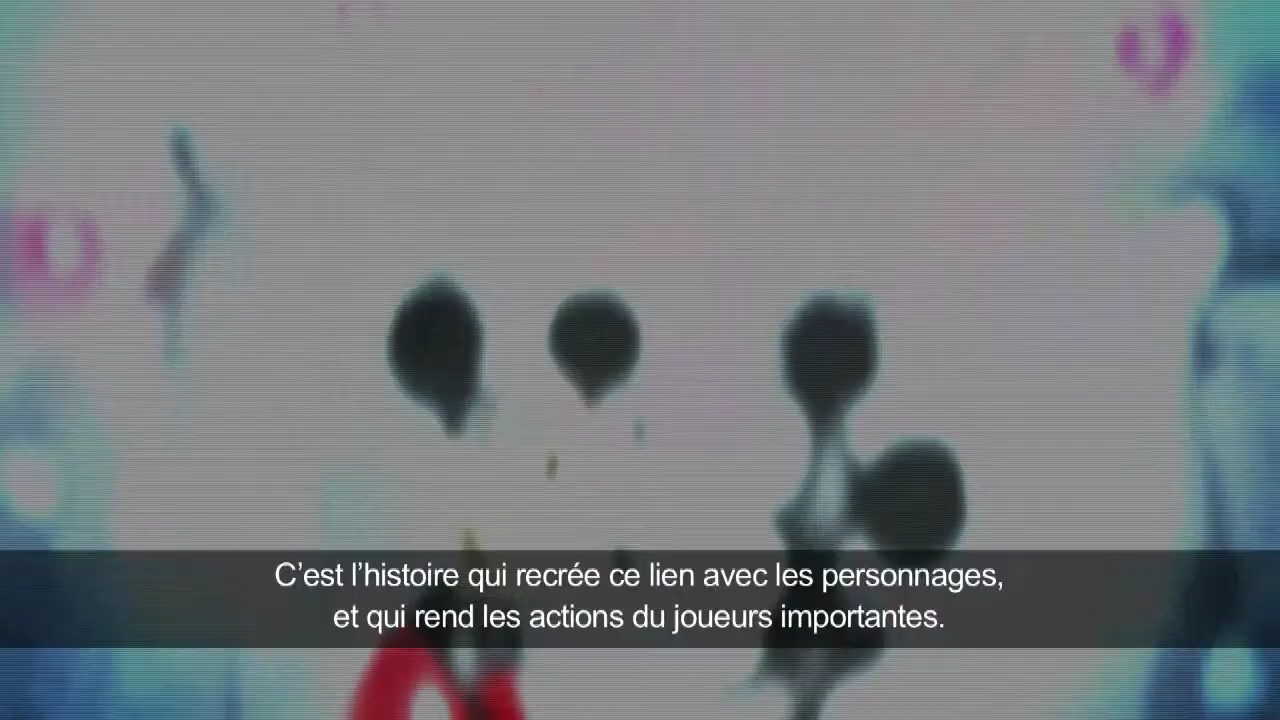 C’est l’histoire qui recrée ce lien avec les personnages,
et qui rend les actions du joueurs importantes.